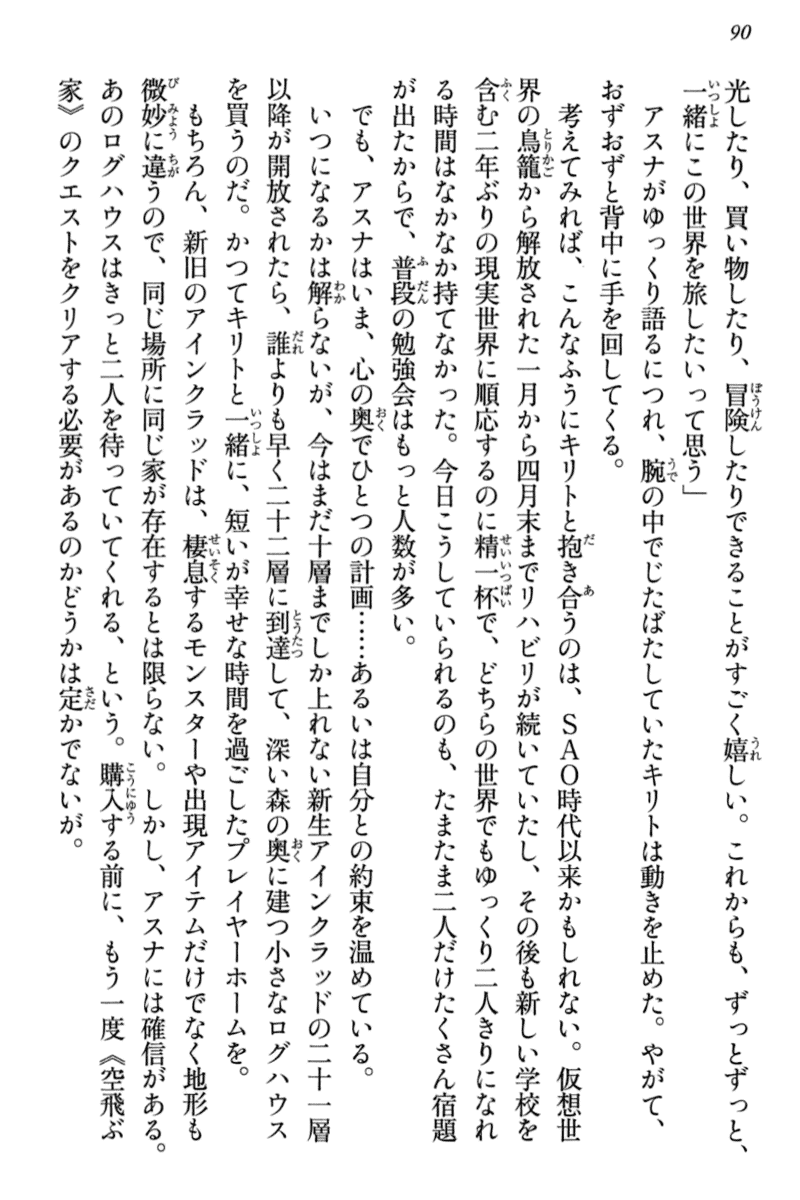 90
光したり、買い物したり、冒険したりできることがすごく嬉しい。これからも、ずっとずっと、
一緒にこの世界を旅したいって思う」
アスナがゆっくり語るにつれ、腕の中でじたばたしていたキリトは動きを止めた。やがて、
おずおずと背中に手を回してくる。
考えてみれば、こんなふうにキリトと抱き合うのは、SAO時代以来かもしれない。仮想世
界の鳥籠から解放された一月から四月末までリハビリが続いていたし、その後も新しい学校を
含む二年ぶりの現実世界に順応するのに精一杯で、どちらの世界でもゆっくり二人きりになれ
る時間はなかなか持てなかった。今日こうしていられるのも、たまたま二人だけたくさん宿題
が出たからで、普段の勉強会はもっと人数が多い。
でも、アスナはいま、心の奥でひとつの計画……あるいは自分との約束を温めている。
いつになるかは解らないが、今はまだ十層までしか上れない新生アインクラッドの二十一層
以降が開放されたら、誰よりも早く二十二層に到達して、深い森の奥に建つ小さなログハウス
を買うのだ。かつてキリトと一緒に、短いが幸せな時間を過ごしたプレイヤーホームを。
もちろん、新旧のアインクラッドは、棲息するモンスターや出現アイテムだけでなく地形も
微妙に違うので、同じ場所に同じ家が存在するとは限らない。しかし、アスナには確信がある。
あのログハウスはきっと二人を待っていてくれる、という。購入する前に、もう一度《空飛ぶ
家》のクエストをクリアする必要があるのかどうかは定かでないが。